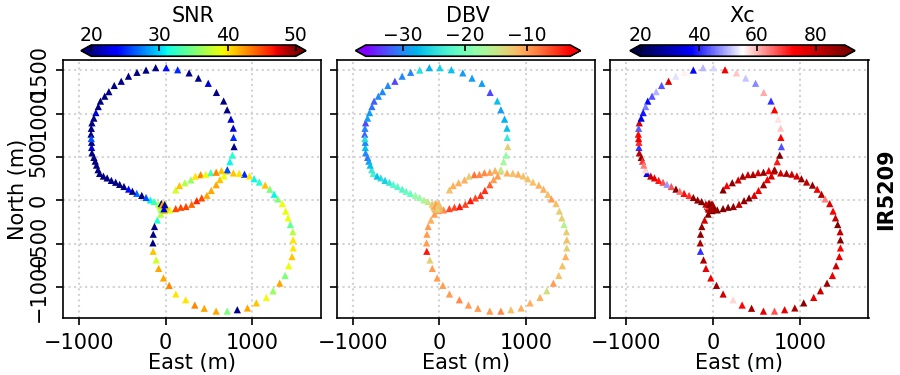 SNR
DBV
Xc
20 30 40 50
−30 −20 −10
20 40 60 80
1500
1000
500
0
−500
−1000
North (m)
−1000 0 1000
−1000 0 1000
−1000 0 1000
East (m)
East (m)
East (m)
IR5209